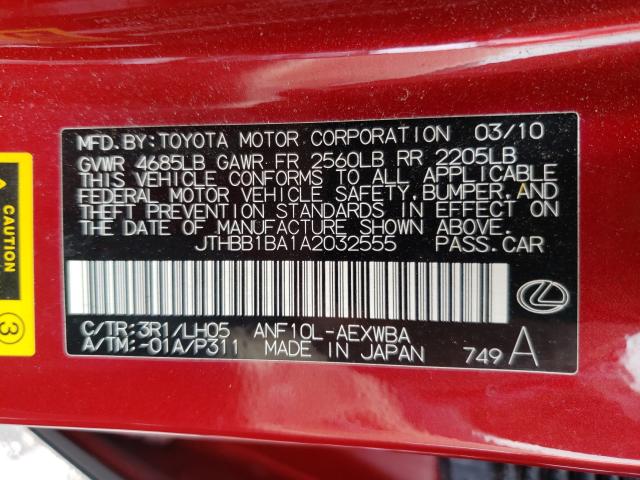 MFD.BY:TOYOTA MOTOR CORPORATION 03/10
GVWR 4685LB GAWR FR 2560LB RR 2205LB
THIS VEHICLE CONFORMS TO ALL APPLICABLE
FEDERAL MOTOR VEHICLE SAFETY,BUMPER,AND
THEFT PREVENTION STANDARDS IN EFFECT ON
THE DATE OF MANUFACTURE SHOWN ABOVE.
JTHBB1BA1A2032555 PASS.CAR
C/TR:3R1/LH05 ANF10L-AEXWBA
A/TM:-01A/P311 MADE IN JAPAN 749 A
CAUTION
3